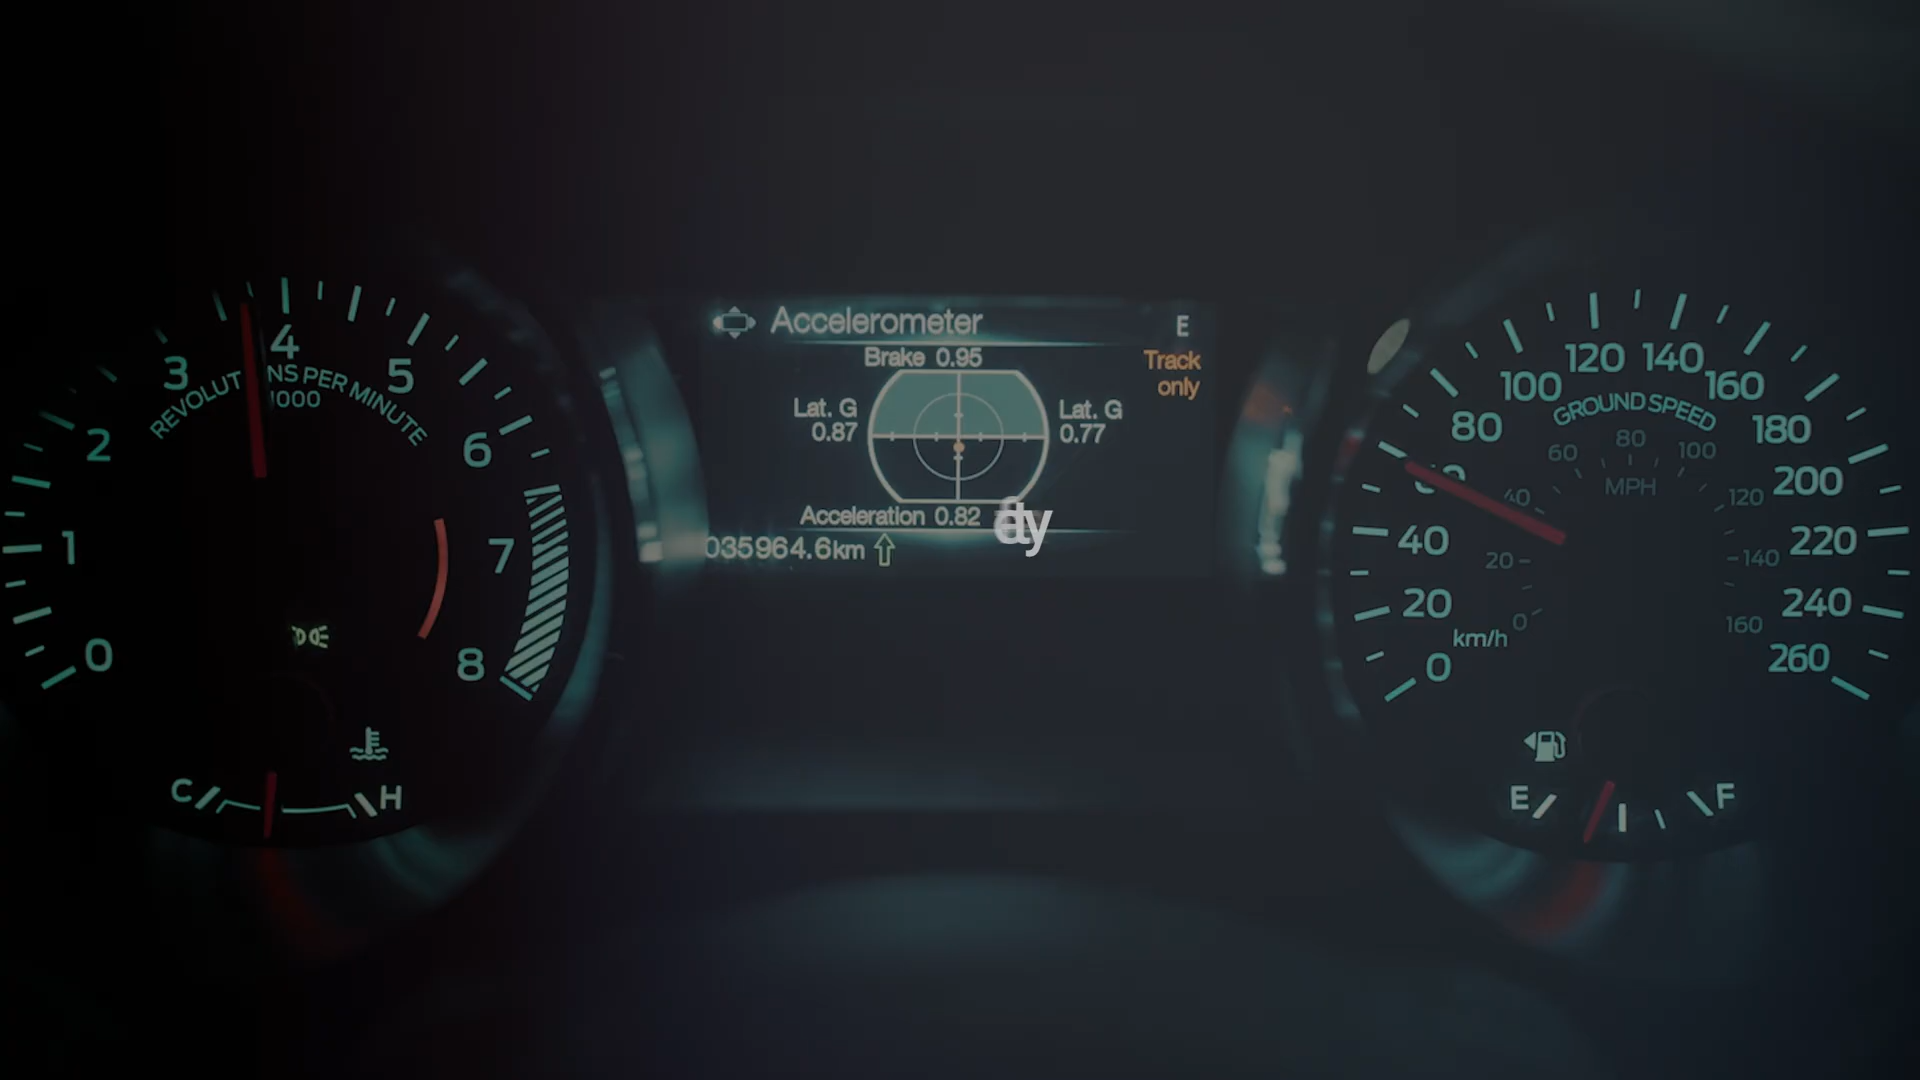 Accelerometer E
Brake 0.95
Track
only
Lat. G
0.87
Lat. G
0.77
Acceleration 0.82
035964.6km
0
1
2
3
4
5
6
7
8
PER MINUTE
1000
C H
0
20
40
80
100
120
140
160
180
200
220
240
260
GROUND SPEED
km/h
MPH
0
20
40
60
80
100
120
140
160
E F